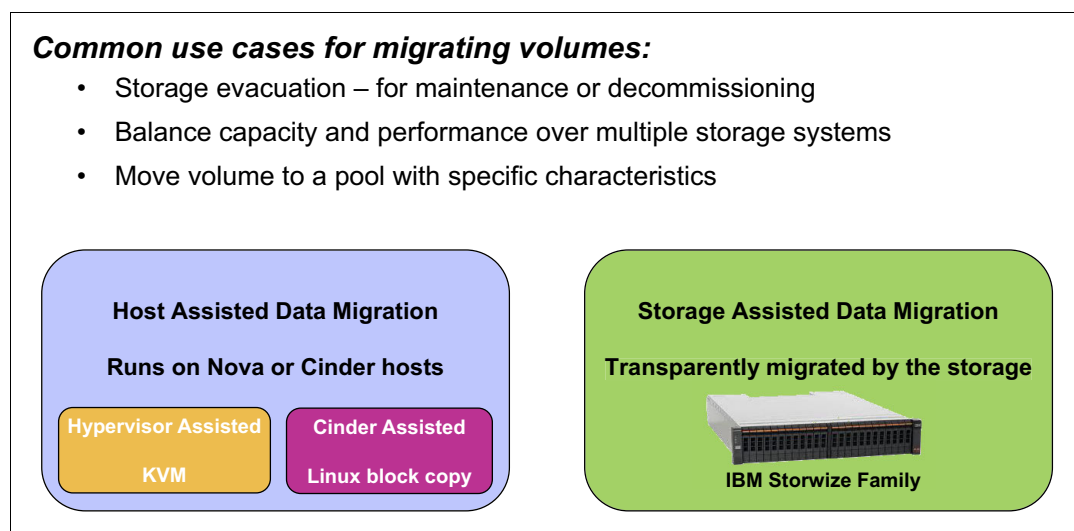 Common use cases for migrating volumes:
• Storage evacuation – for maintenance or decommissioning
• Balance capacity and performance over multiple storage systems
• Move volume to a pool with specific characteristics
Host Assisted Data Migration
Runs on Nova or Cinder hosts
Hypervisor Assisted
KVM
Cinder Assisted
Linux block copy
Storage Assisted Data Migration
Transparently migrated by the storage
IBM Storwize Family